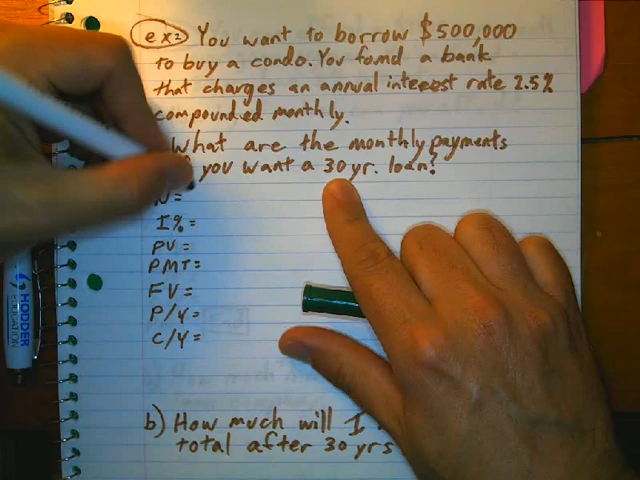 ex2 You want to borrow $500,000
to buy a condo. You found a bank
that charges an annual interest rate 2.5%
compounded monthly.
What are the monthly payments
you want a 30 yr. loan?
N=
I%=
PV=
PMT=
FV=
P/Y=
C/Y=
b) How much will I
total after 30 yrs
HODDER
EDUCATION